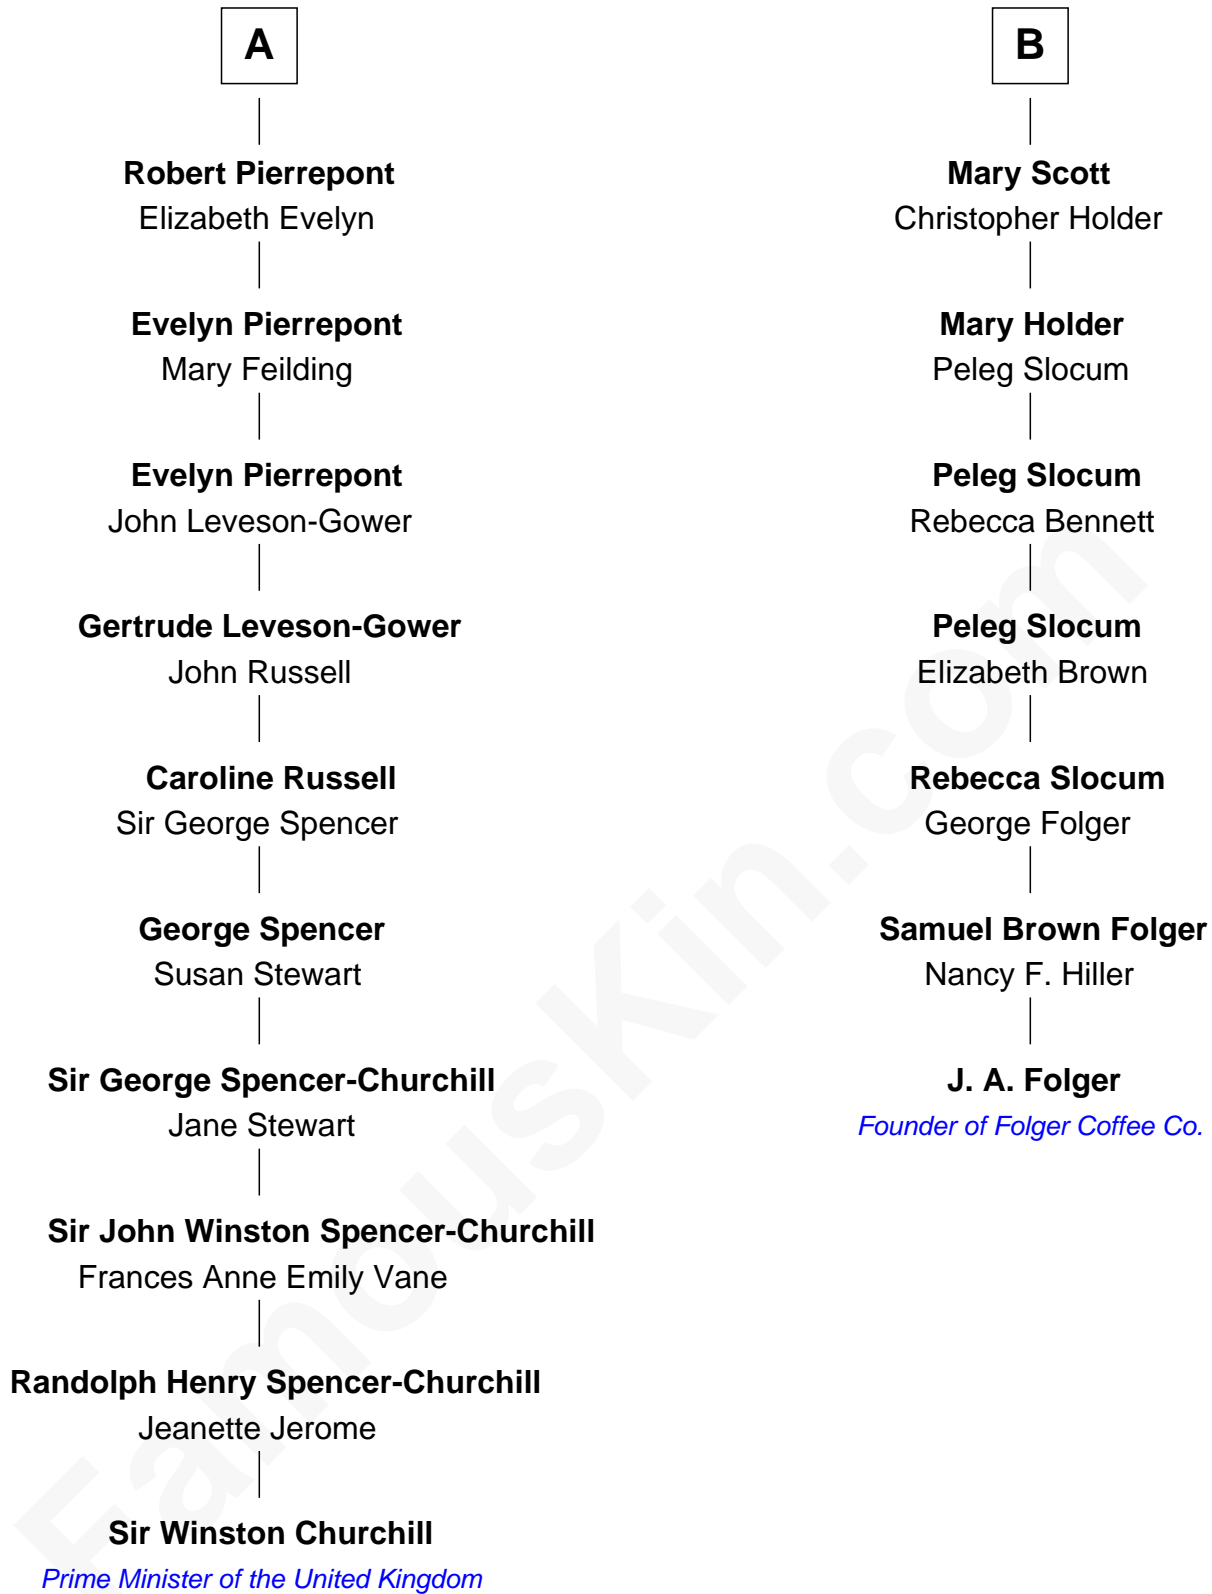 A
Robert Pierrepont
Elizabeth Evelyn
Evelyn Pierrepont
Mary Feilding
Evelyn Pierrepont
John Leveson-Gower
Gertrude Leveson-Gower
John Russell
Caroline Russell
Sir George Spencer
George Spencer
Susan Stewart
Sir George Spencer-Churchill
Jane Stewart
Sir John Winston Spencer-Churchill
Frances Anne Emily Vane
Randolph Henry Spencer-Churchill
Jeanette Jerome
Sir Winston Churchill
Prime Minister of the United Kingdom
B
Mary Scott
Christopher Holder
Mary Holder
Peleg Slocum
Peleg Slocum
Rebecca Bennett
Peleg Slocum
Elizabeth Brown
Rebecca Slocum
George Folger
Samuel Brown Folger
Nancy F. Hiller
J. A. Folger
Founder of Folger Coffee Co.
FamousKin.com